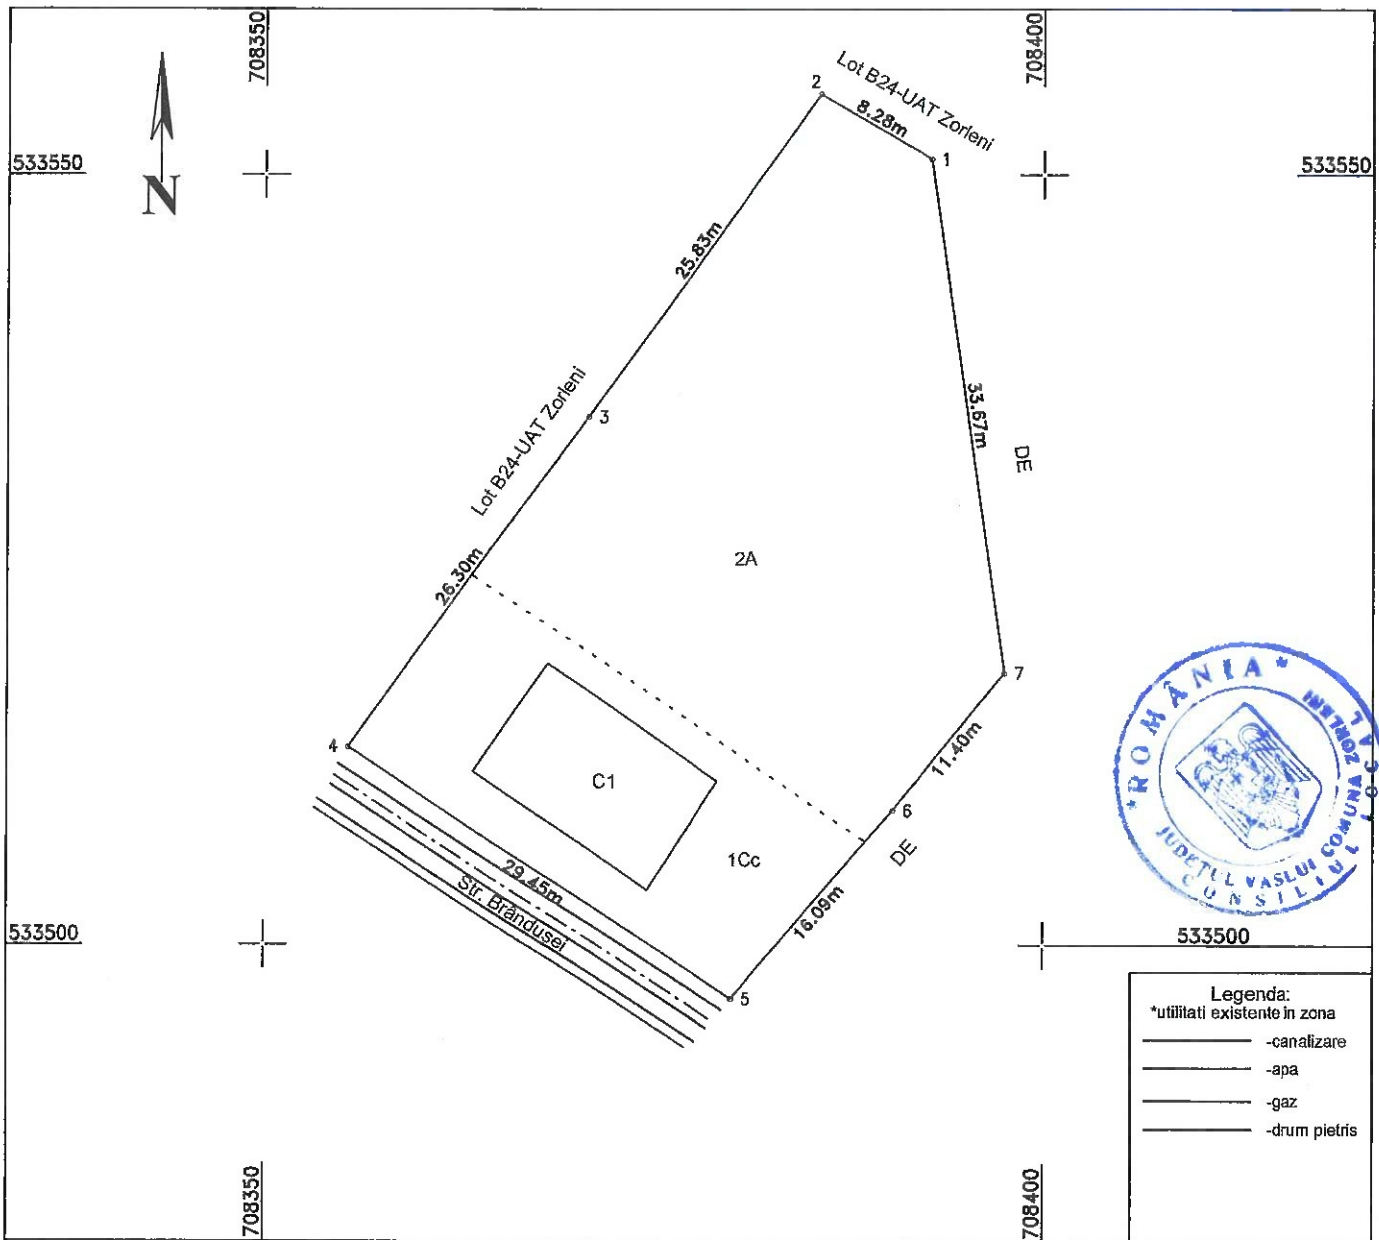 708350
708400
Lot B24-UAT Zorleni
2
8.28m
1
533550
533550
N
25.83m
33.67m
Lot B24-UAT Zorleni
3
DE
26.30m
2A
7
4
C1
11.40m
6
DE
1Cc
29.45m
Str. Brândusei
16.09m
5
*ROMÂNIA*
JUDEȚUL VASLUI COMUNA ZORLENI
CONSILIUL LOCAL
533500
533500
Legenda:
*utilitati existente in zona
-canalizare
-apa
-gaz
-drum pietris
708350
708400